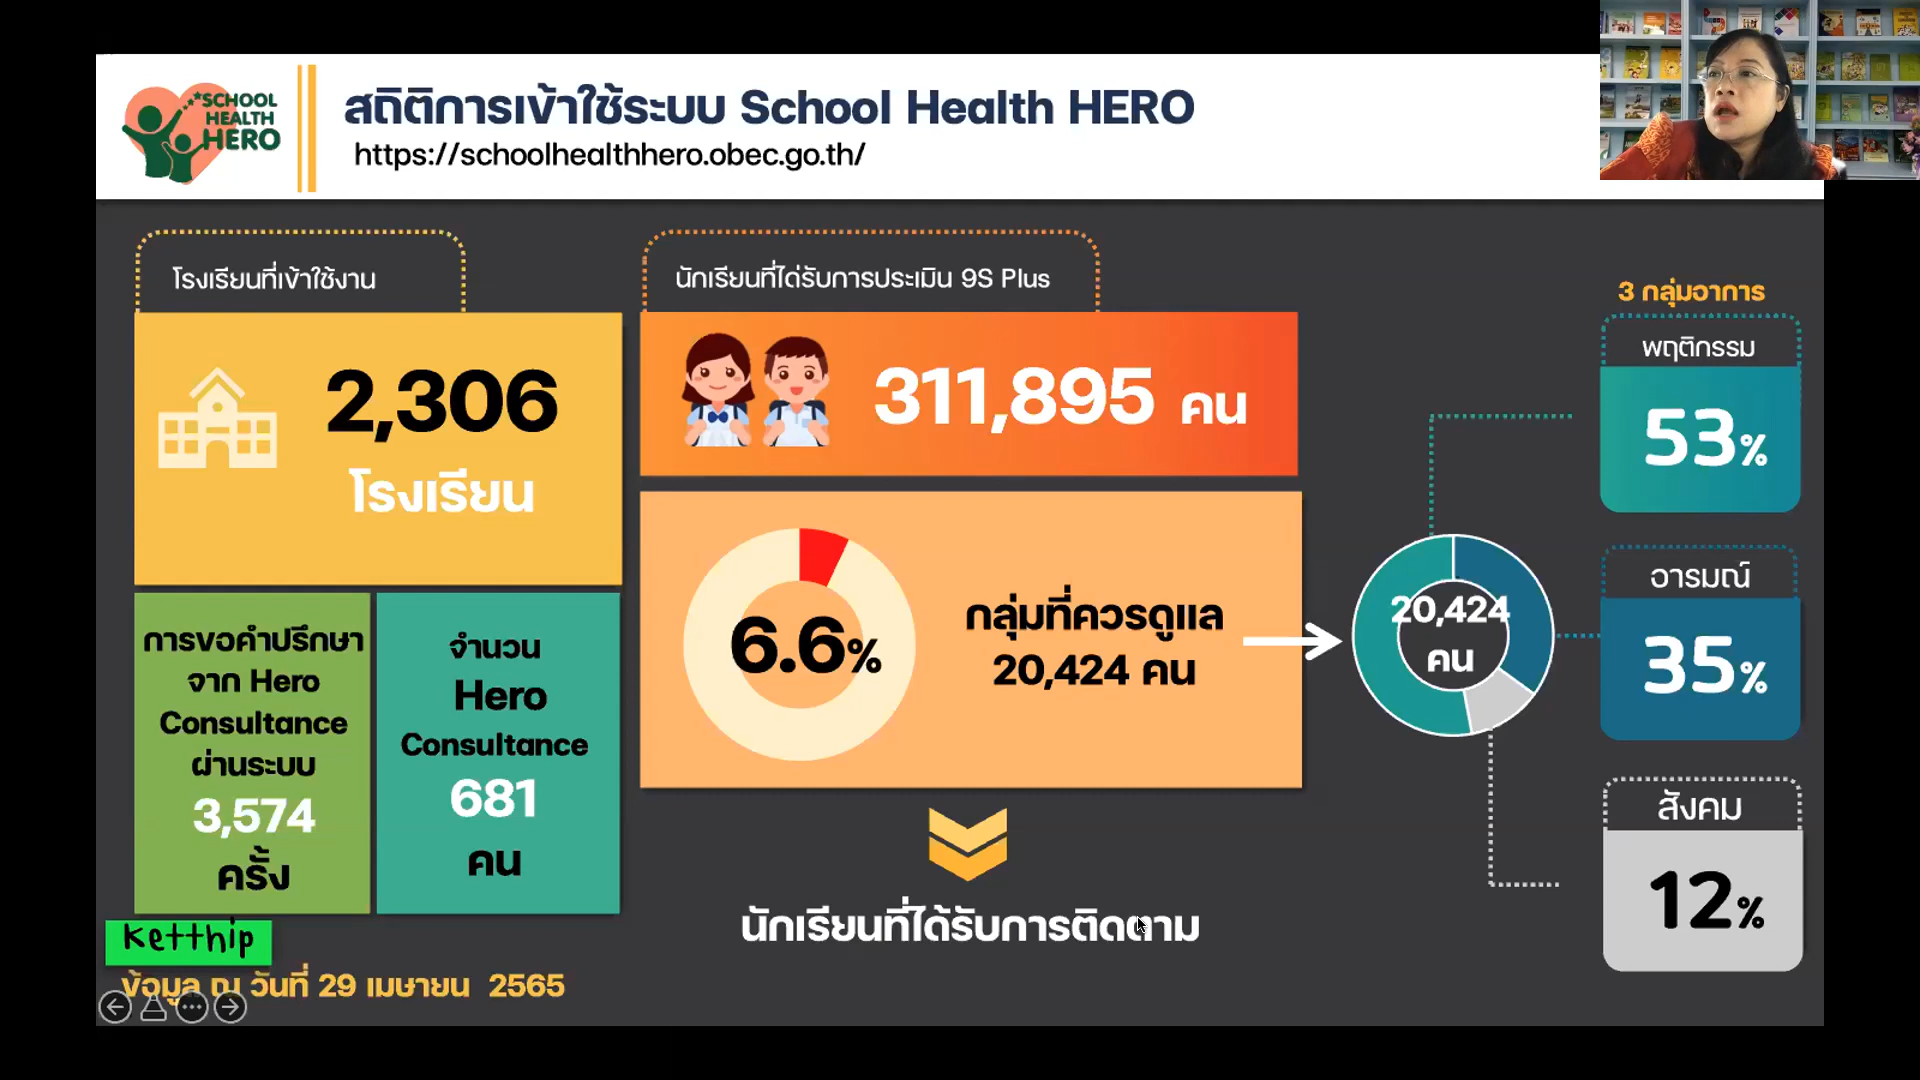 SCHOOL
HEALTH
HERO
สถิติการเข้าใช้ระบบ School Health HERO
https://schoolhealthhero.obec.go.th/
โรงเรียนที่เข้าใช้งาน
2,306
โรงเรียน
การขอคำปรึกษา
จาก Hero
Consultance
ผ่านระบบ
3,574
ครั้ง
จำนวน
Hero
Consultance
681
คน
นักเรียนที่ได่รับการประเมิน 9S Plus
311,895 คน
6.6%
กลุ่มที่ควรดูแล
20,424 คน
นักเรียนที่ได้รับการติดตาม
20,424
คน
3 กลุ่มอาการ
พฤติกรรม
53%
อารมณ์
35%
สังคม
12%
Ketthip
ข้อมูล ณ วันที่ 29 เมษายน 2565